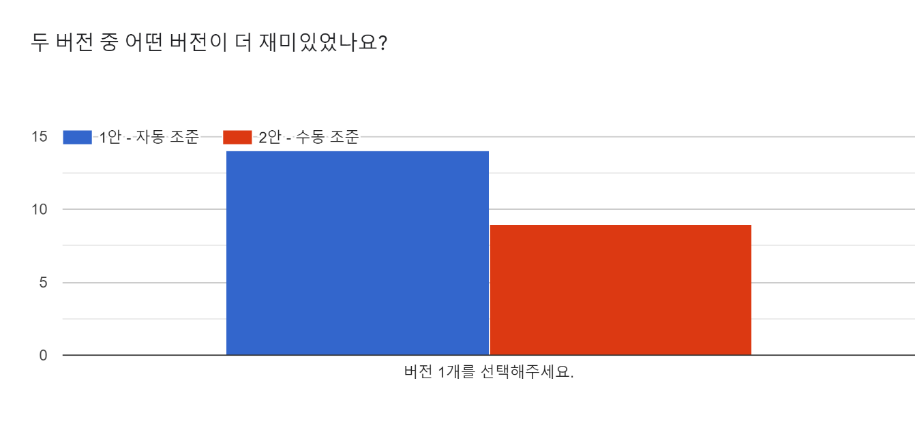 두 버전 중 어떤 버전이 더 재미있었나요?
15
1안 - 자동 조준
2안 - 수동 조준
10
5
0
버전 1개를 선택해주세요.